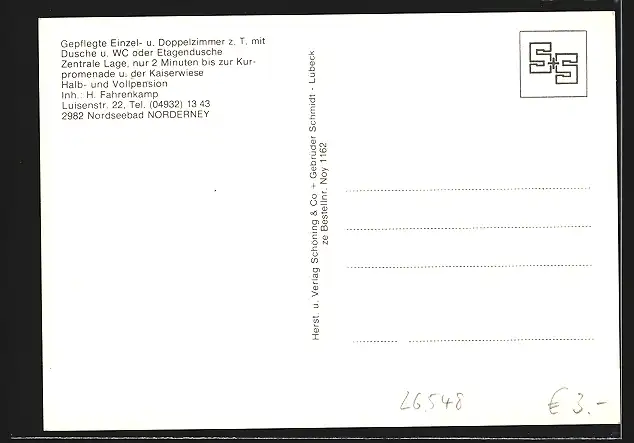 Gepflegte Einzel- u. Doppelzimmer z. T. mit
Dusche u. WC oder Etagendusche
Zentrale Lage, nur 2 Minuten bis zur Kur-
promenade u. der Kaiserwiese
Halb- und Vollpension
Inh.: H. Fahrenkamp
Luisenstr. 22, Tel. (04932) 13 43
2982 Nordseebad NORDERNEY
Herst. u. Verlag Schöning & Co + Gebrüder Schmidt - Lübeck
ze Bestellnr. Noy 1162
S+S
LG548
€ 3.-